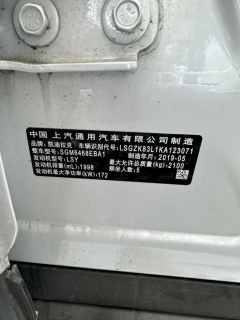 中国上汽通用汽车有限公司制造
品牌：凯迪拉克 车辆识别代号：LSGZK83L1KA123071
整车型号：SGM6468EBA1 制造年月：2019-05
发动机型号：LSY 最大允许总质量(kg)：2100
发动机排量(mL)：1998 乘坐人数：5
发动机最大净功率(kW)：172